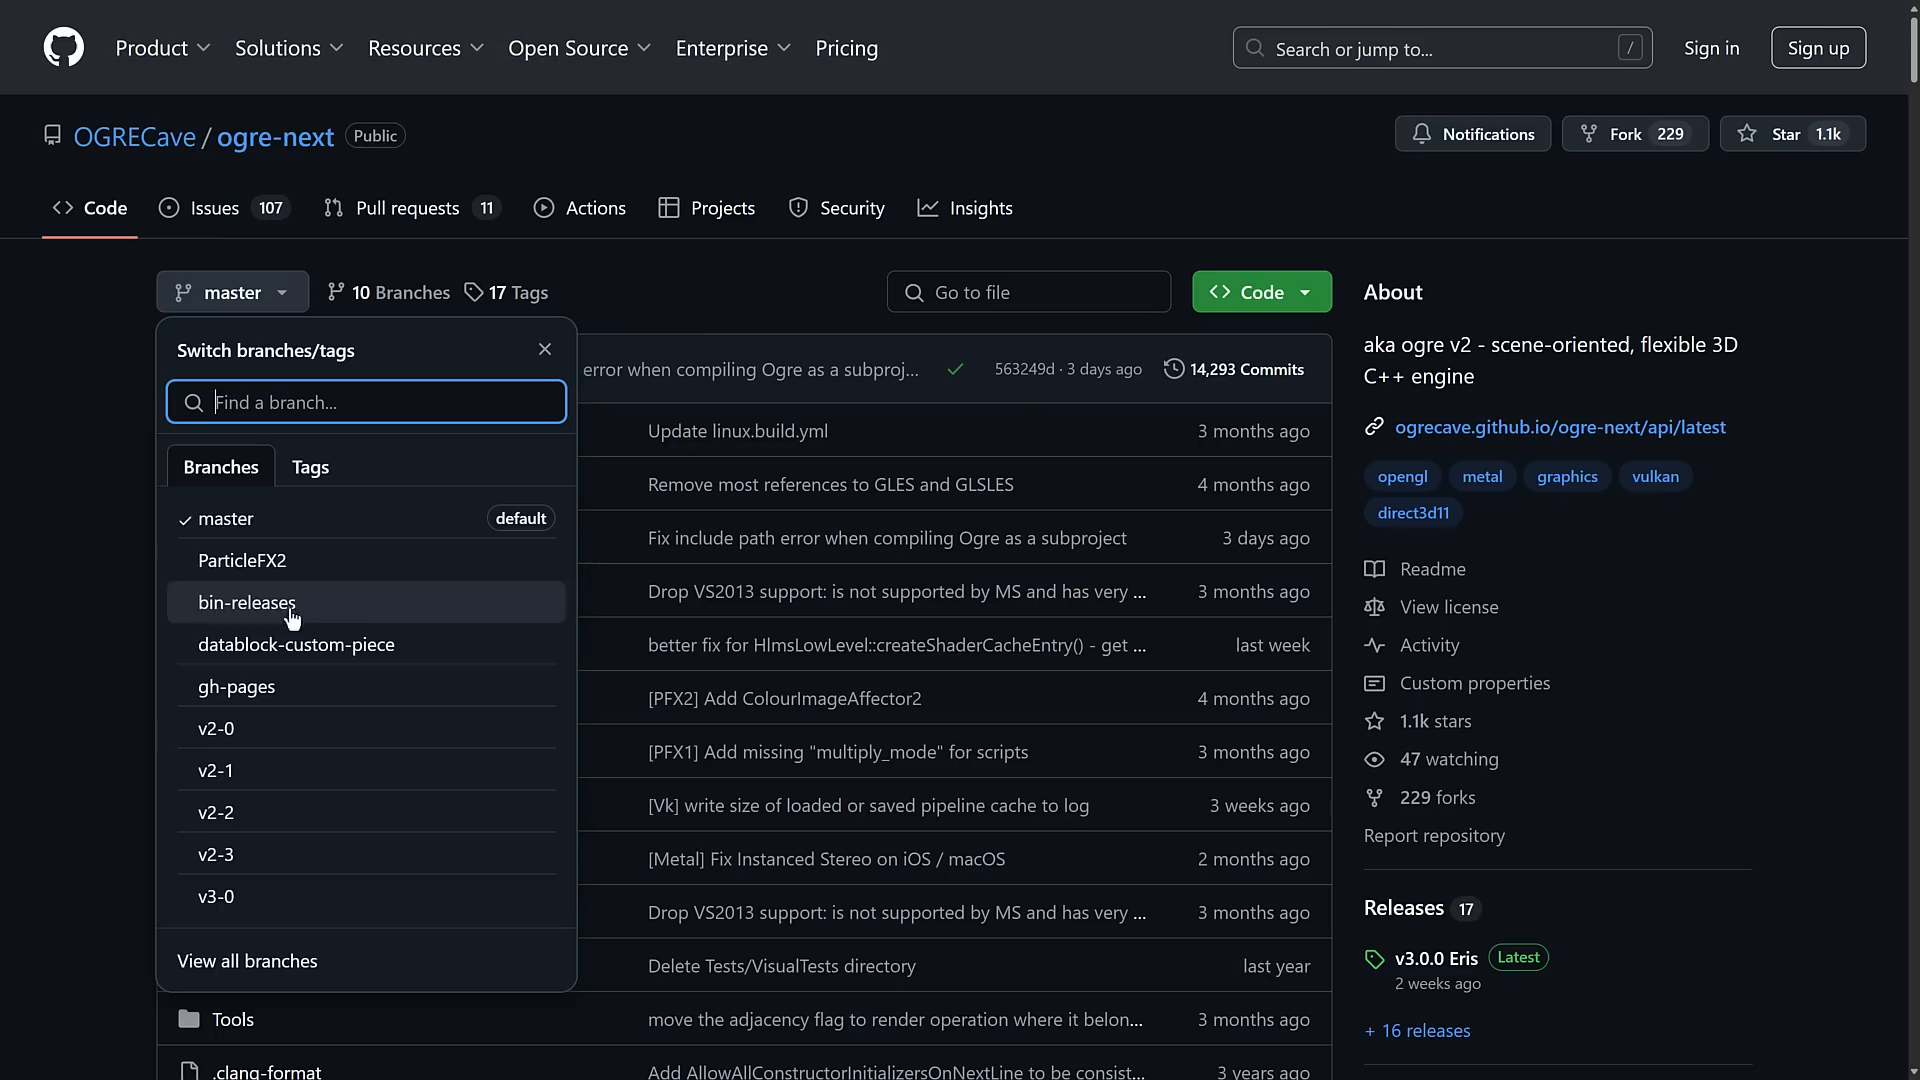 Product Solutions Resources Open Source Enterprise Pricing Search or jump to... / Sign in Sign up
OGRECave / ogre-next Public Notifications Fork 229 Star 1.1k
Code Issues 107 Pull requests 11 Actions Projects Security Insights
master 10 Branches 17 Tags Go to file Code
Switch branches/tags
Find a branch...
Branches Tags
master default
ParticleFX2
bin-releases
datablock-custom-piece
gh-pages
v2-0
v2-1
v2-2
v2-3
v3-0
View all branches
error when compiling Ogre as a subproj... 563249d · 3 days ago 14,293 Commits
Update linux.build.yml 3 months ago
Remove most references to GLES and GLSLES 4 months ago
Fix include path error when compiling Ogre as a subproject 3 days ago
Drop VS2013 support: is not supported by MS and has very ... 3 months ago
better fix for HlmsLowLevel::createShaderCacheEntry() - get ... last week
[PFX2] Add ColourImageAffector2 4 months ago
[PFX1] Add missing "multiply_mode" for scripts 3 months ago
[Vk] write size of loaded or saved pipeline cache to log 3 weeks ago
[Metal] Fix Instanced Stereo on iOS / macOS 2 months ago
Drop VS2013 support: is not supported by MS and has very ... 3 months ago
Delete Tests/VisualTests directory last year
Tools move the adjacency flag to render operation where it belon... 3 months ago
.clang-format Add AllowAllConstructorInitializersOnNextLine to be consist... 3 years ago
About
aka ogre v2 - scene-oriented, flexible 3D
C++ engine
ogrecave.github.io/ogre-next/api/latest
opengl metal graphics vulkan
direct3d11
Readme
View license
Activity
Custom properties
1.1k stars
47 watching
229 forks
Report repository
Releases 17
v3.0.0 Eris Latest
2 weeks ago
+ 16 releases